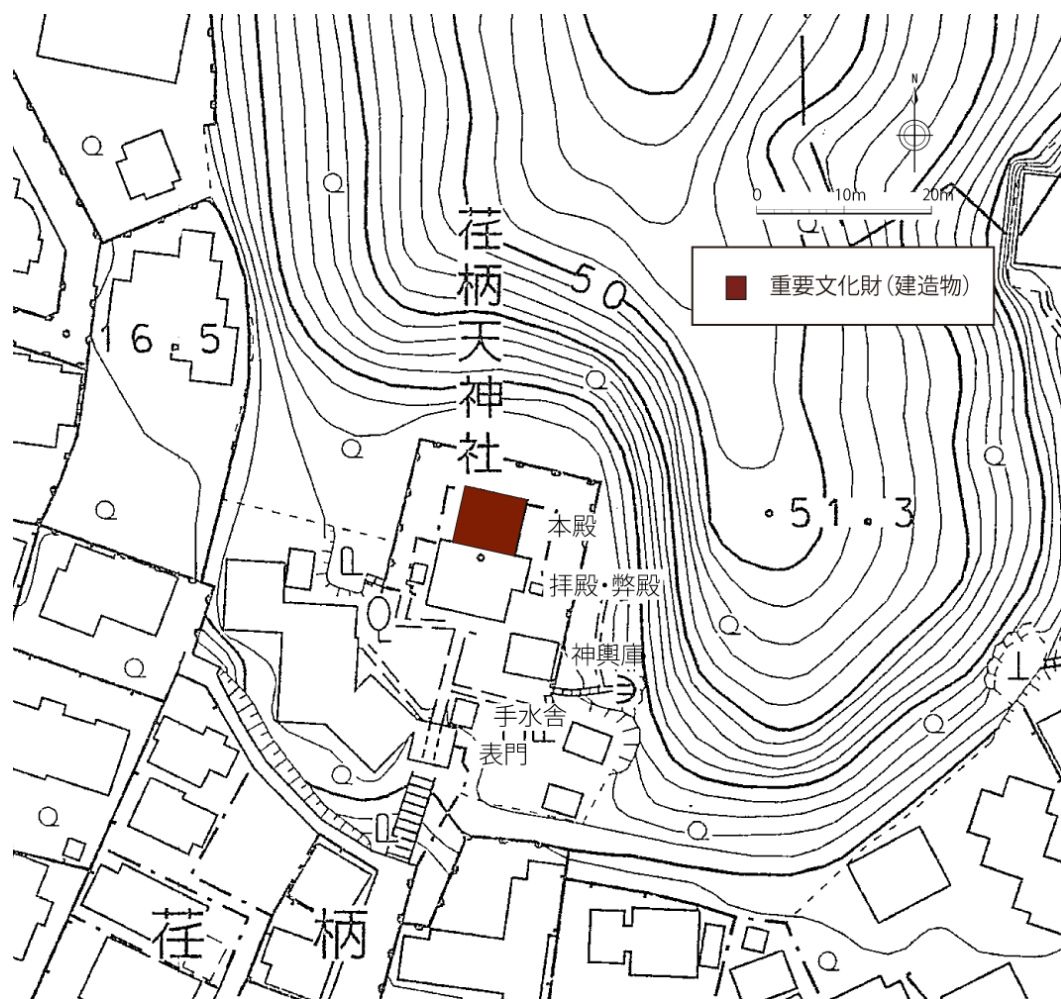 N
0 10m 20m
重要文化財(建造物)
荏柄天神社
50
16.5
51.3
本殿
拝殿・弊殿
神輿庫
手水舎
表門
荏柄